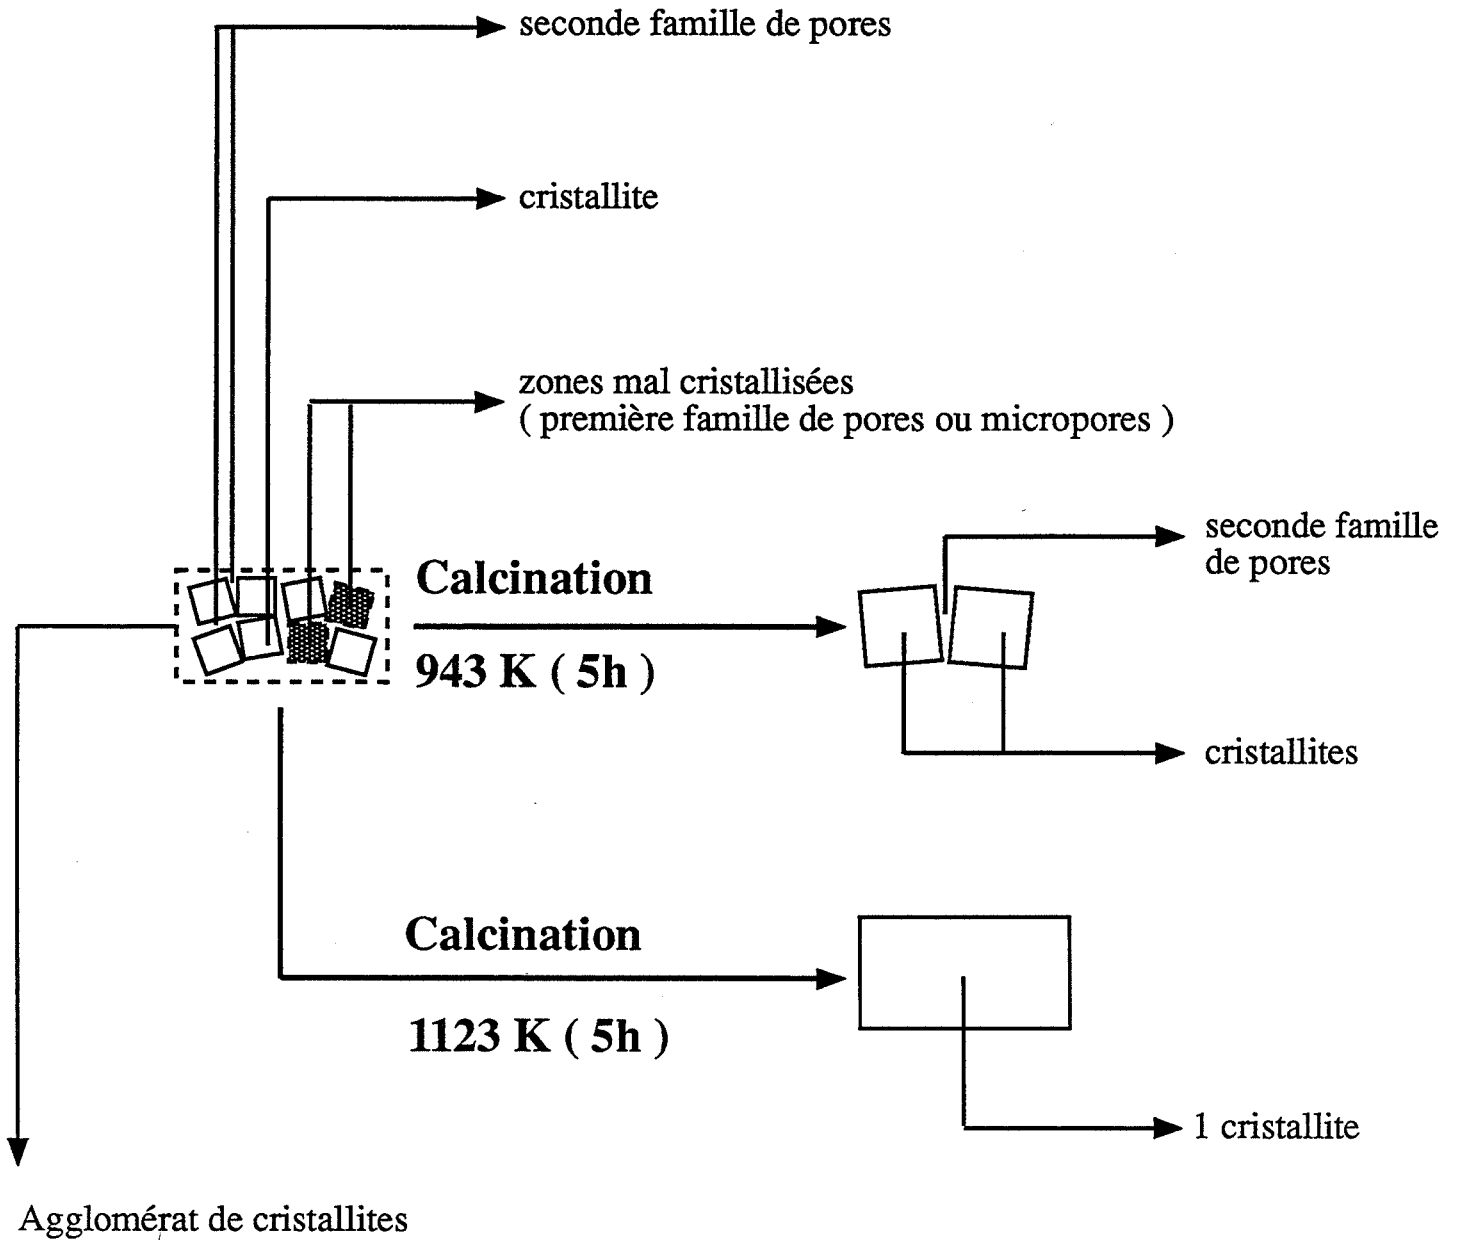 seconde famille de pores
cristallite
zones mal cristallisées
( première famille de pores ou micropores )
seconde famille
de pores
Calcination
943 K ( 5h )
cristallites
Calcination
1123 K ( 5h )
1 cristallite
Agglomérat de cristallites